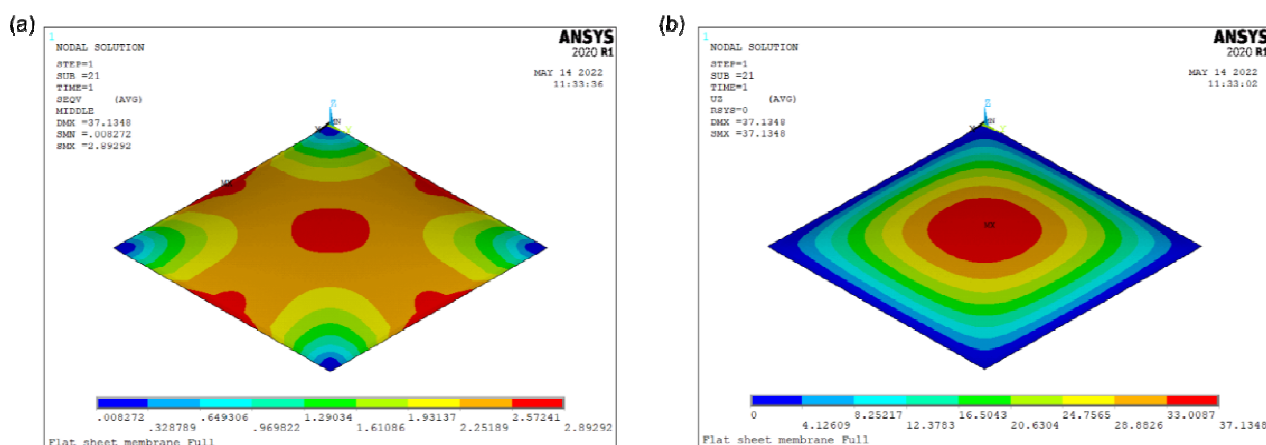 (a)
1
NODAL SOLUTION
STEP=1
SUB =21
TIME=1
SEQV (AVG)
MIDDLE
DMX =37.1348
SMN =.008272
SMX =2.89292
ANSYS
2020 R1
MAY 14 2022
11:33:36
Z
MX
.008272 .649306 1.29034 1.93137 2.57241
.328789 .969822 1.61086 2.25189 2.89292
Flat sheet membrane Full
(b)
1
NODAL SOLUTION
STEP=1
SUB =21
TIME=1
UZ (AVG)
RSYS=0
DMX =37.1348
SMX =37.1348
ANSYS
2020 R1
MAY 14 2022
11:33:02
Z
MX
0 8.25217 16.5043 24.7565 33.0087
4.12609 12.3783 20.6304 28.8826 37.1348
Flat sheet membrane Full